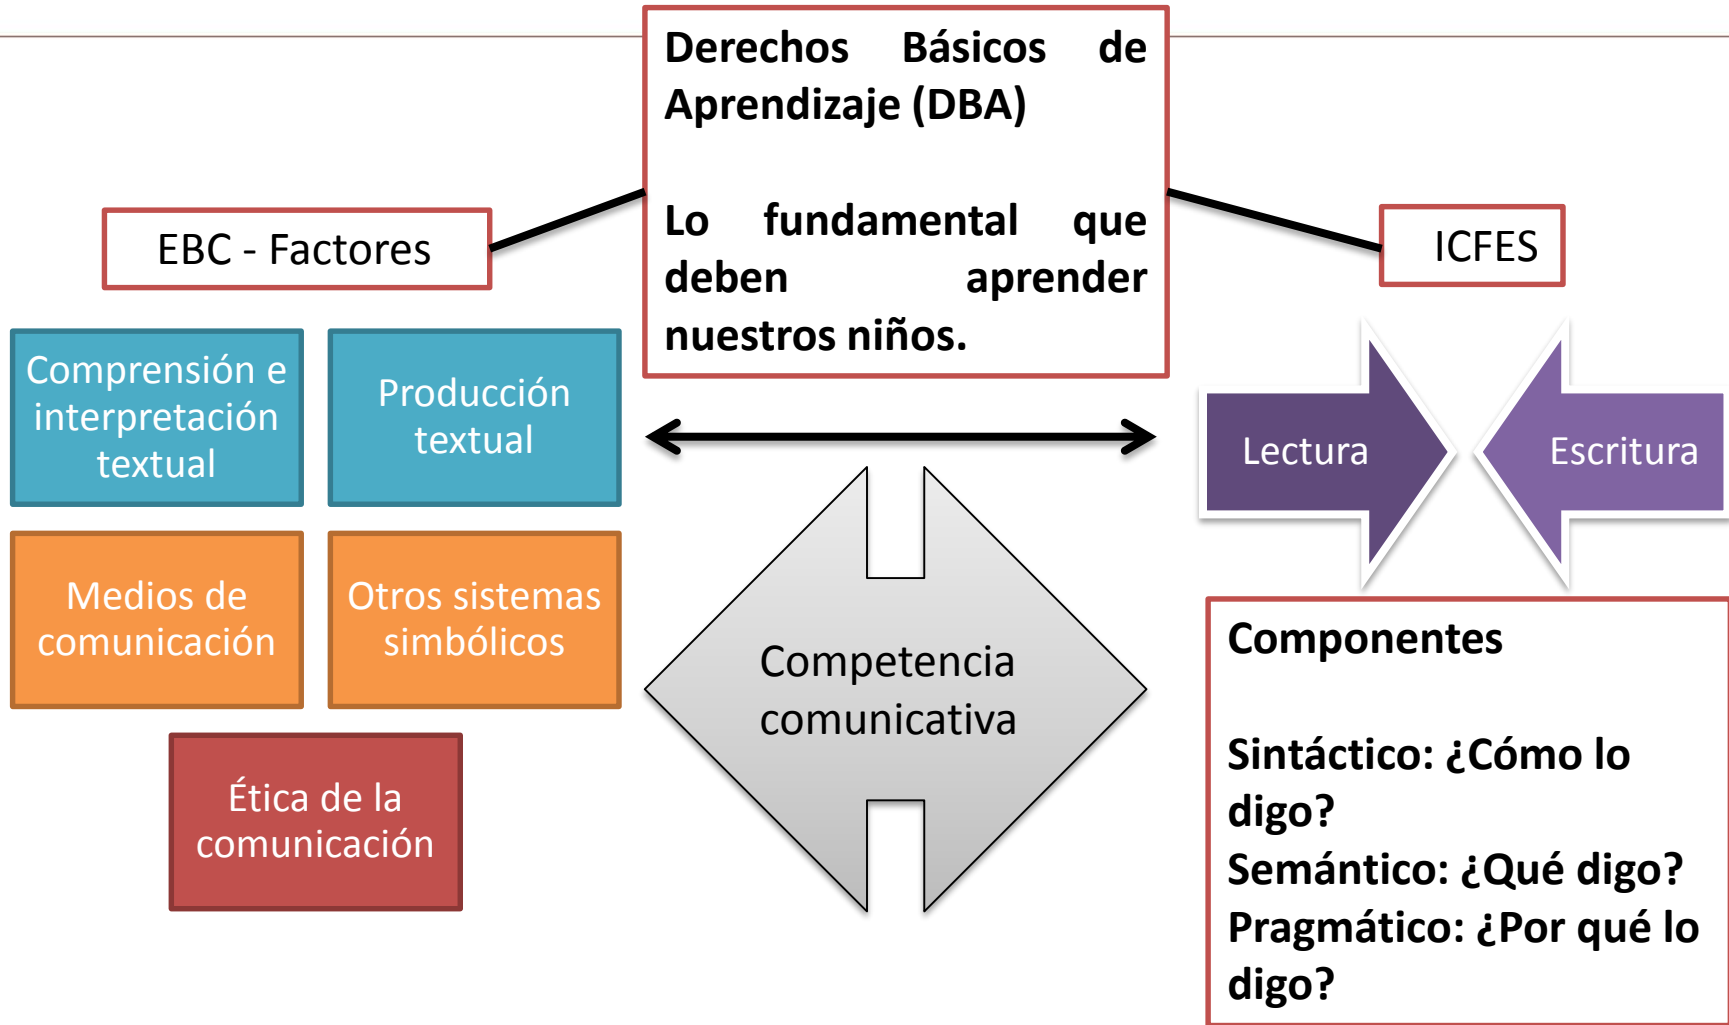 Derechos Básicos de
Aprendizaje (DBA)
Lo fundamental que
deben aprender
nuestros niños.
EBC - Factores
ICFES
Comprensión e
interpretación
textual
Producción
textual
Medios de
comunicación
Otros sistemas
simbólicos
Ética de la
comunicación
Competencia
comunicativa
Lectura
Escritura
Componentes
Sintáctico: ¿Cómo lo
digo?
Semántico: ¿Qué digo?
Pragmático: ¿Por qué lo
digo?